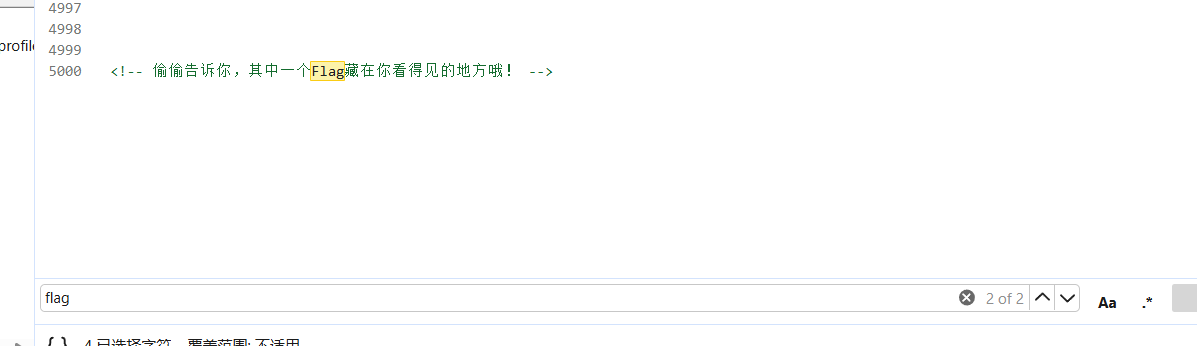 4997
4998
profile
4999
5000 <!-- 偷偷告诉你，其中一个Flag藏在你看得见的地方哦！ -->
flag 2 of 2 Aa .*
{ } 4 已选择字符 覆盖范围: 不适用